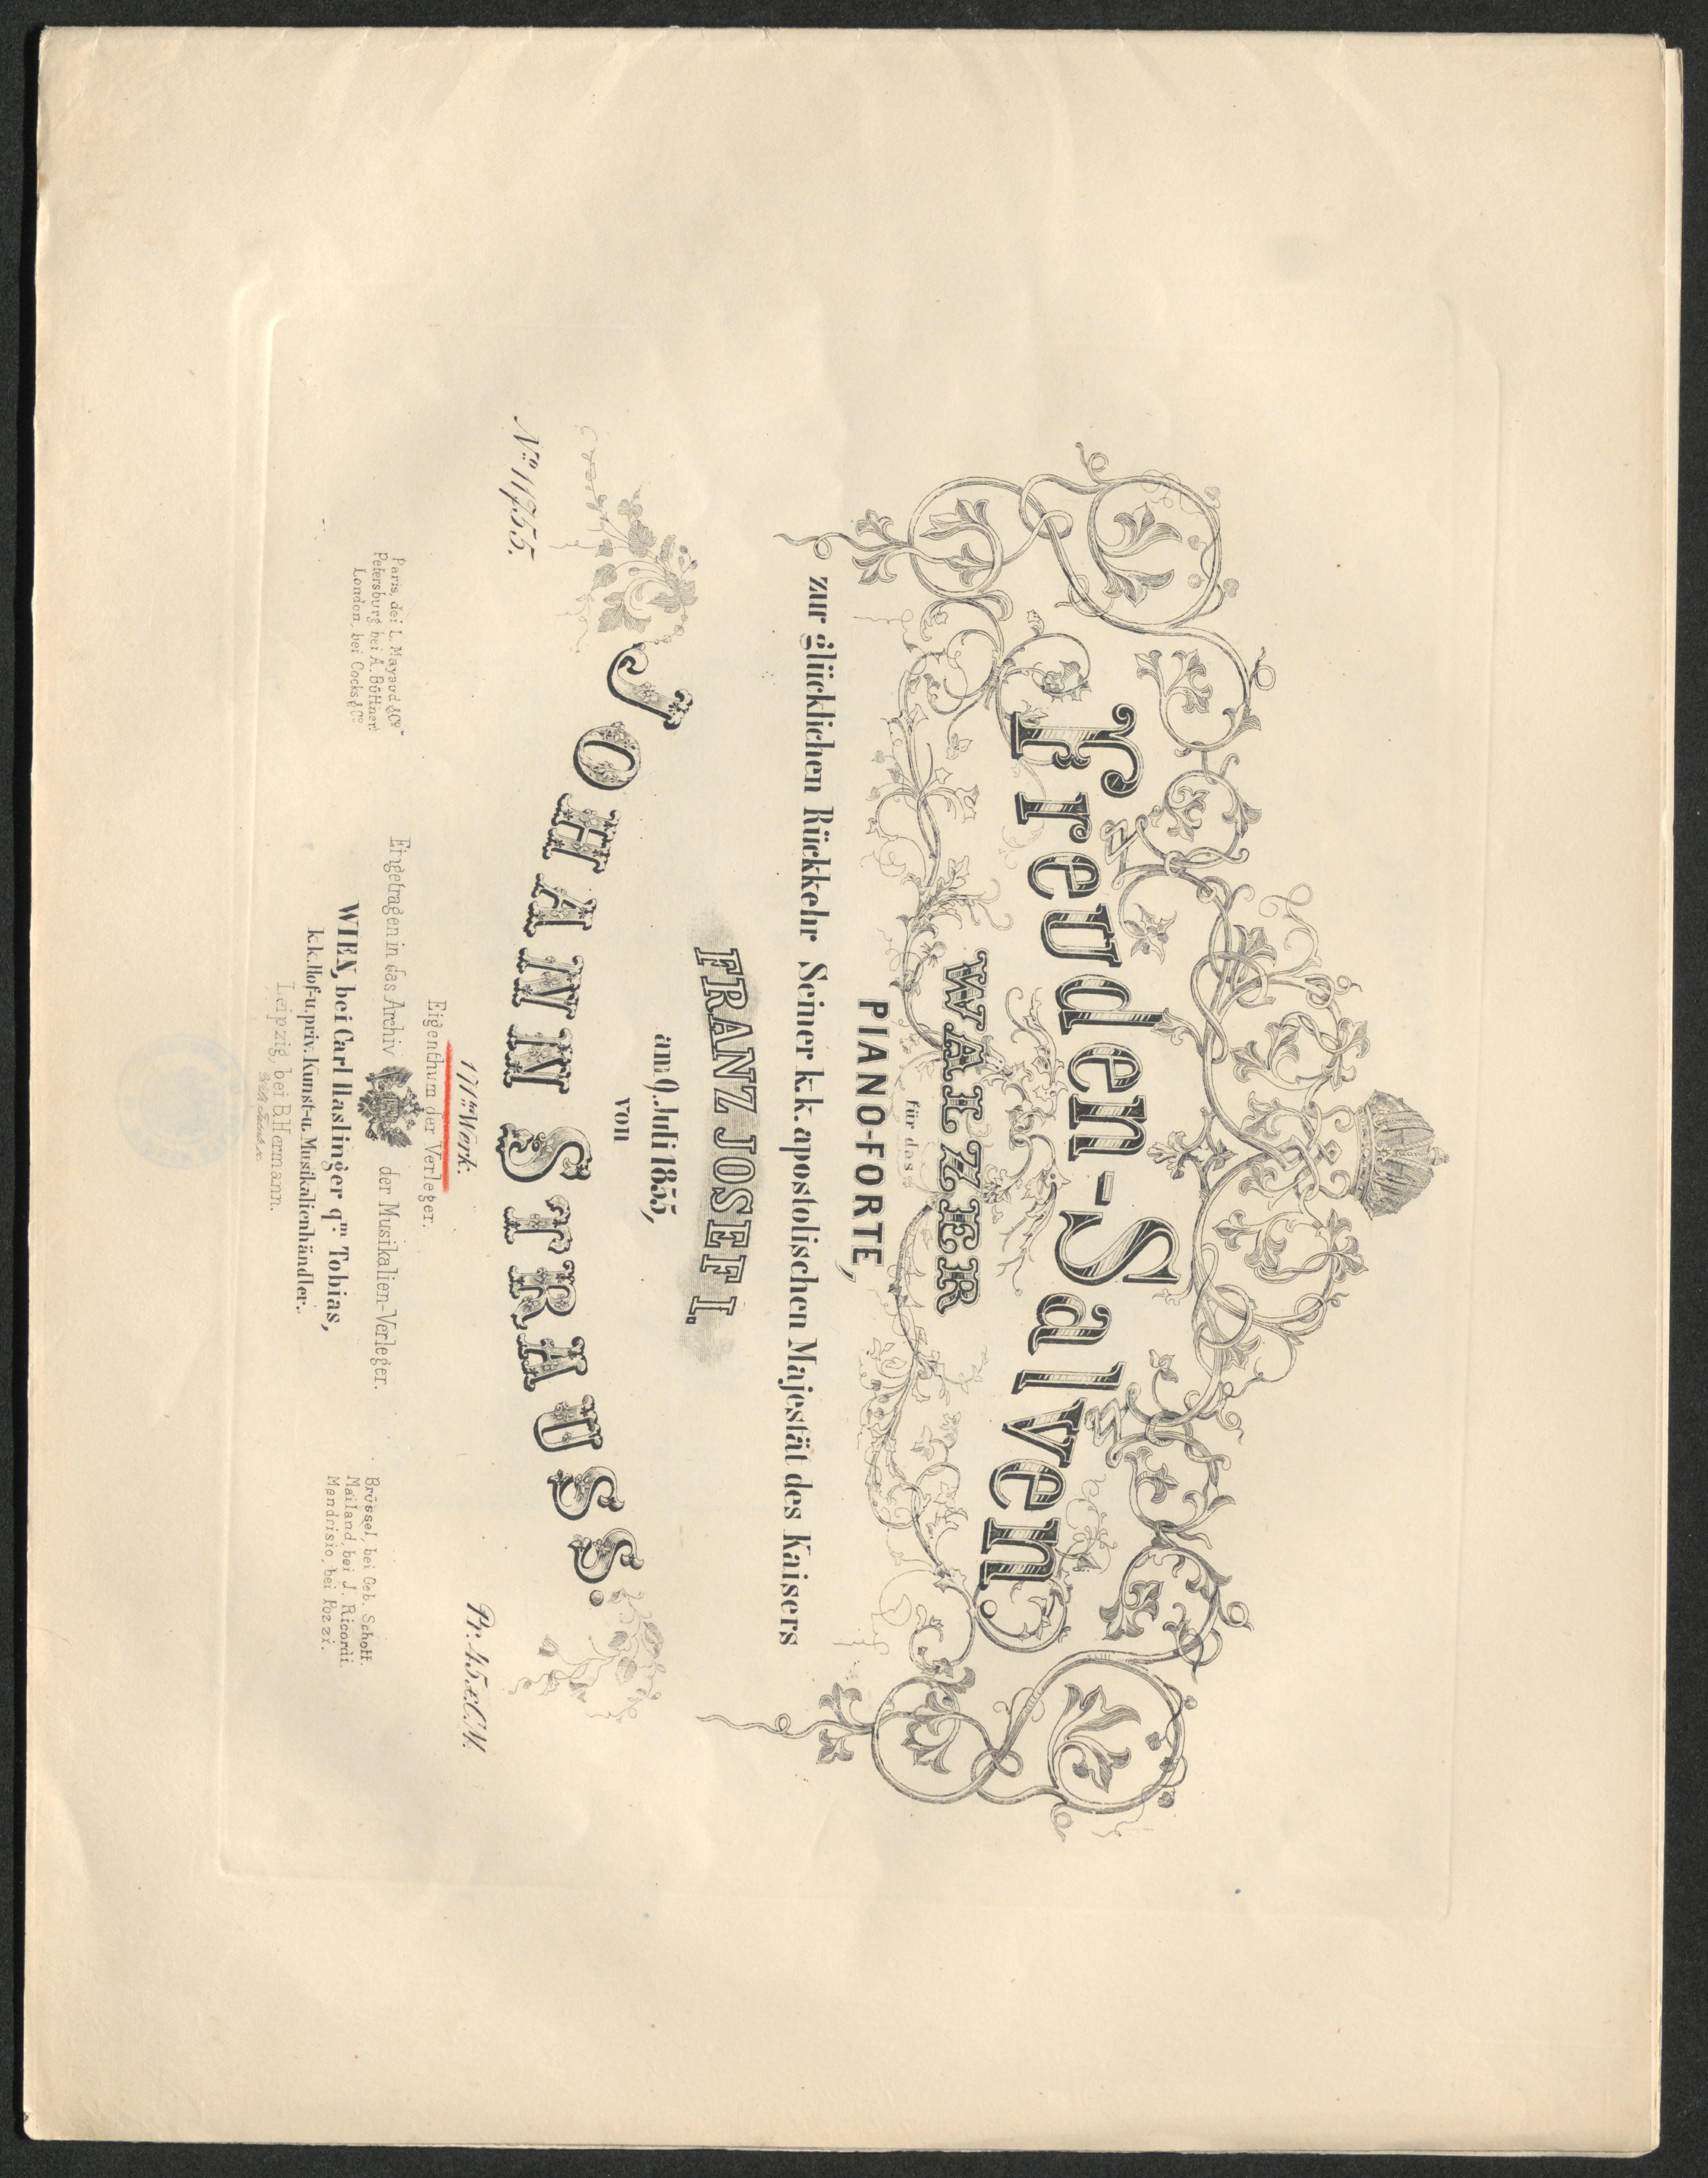 Freuden-Salven
WALZER
für das
PIANO-FORTE,
zur glücklichen Rückkehr Seiner k.k. apostolischen Majestät des Kaisers
FRANZ JOSEF I.
am 9. Juli 1855,
von
JOHANN STRAUSS.
No. 11,755.
171tes Werk.
Pr. 45 x. C.M.
Eigenthum der Verleger.
Eingetragen in das Archiv der Musikalien-Verleger.
WIEN, bei Carl Haslinger qm. Tobias,
k.k. Hof- u. priv. Kunst- u. Musikalienhändler.
Leipzig, bei B. Hermann.
Paris, dei L. Mayaud & Co.
Petersburg bei A. Büttner.
London, bei Cocks & Co.
Brüssel, bei Geb. Schott.
Mailand, bei J. Ricordi.
Mendrisio, bei Pozzi.